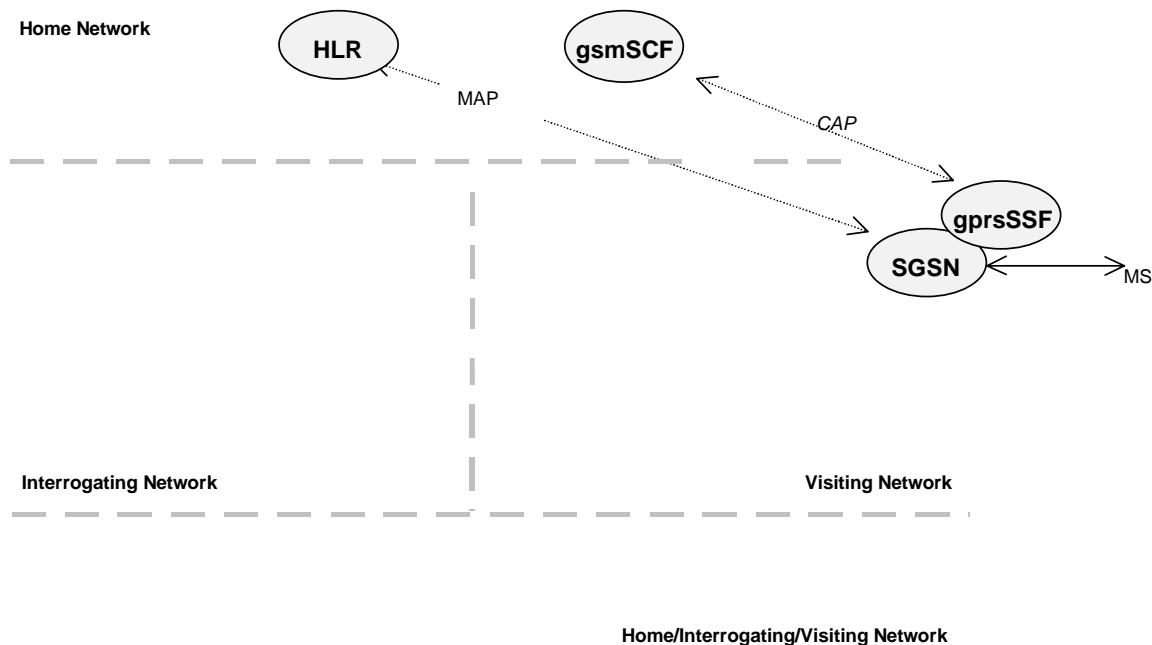 Home Network
HLR
gsmSCF
MAP
CAP
gprsSSF
SGSN
MS
Interrogating Network
Visiting Network
Home/Interrogating/Visiting Network